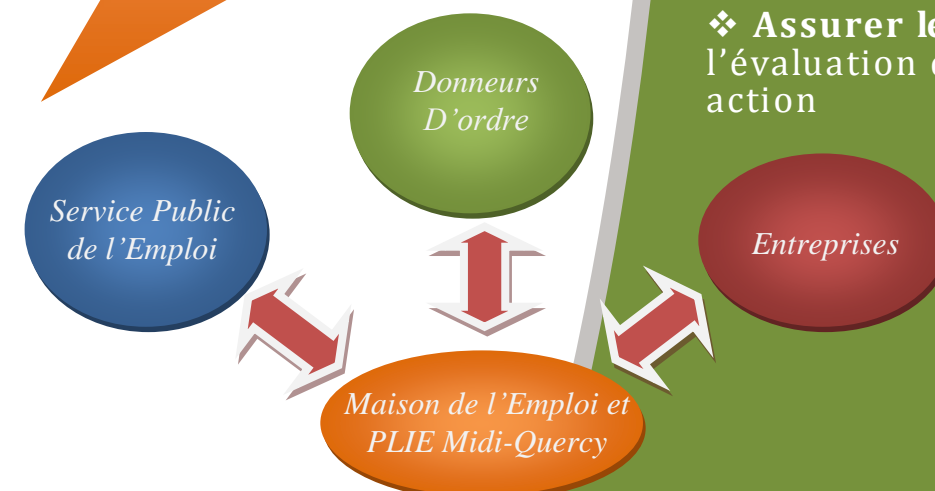 ❖ Assurer le
l’évaluation
action
Donneurs
D’ordre
Service Public
de l’Emploi
Entreprises
Maison de l’Emploi et
PLIE Midi-Quercy